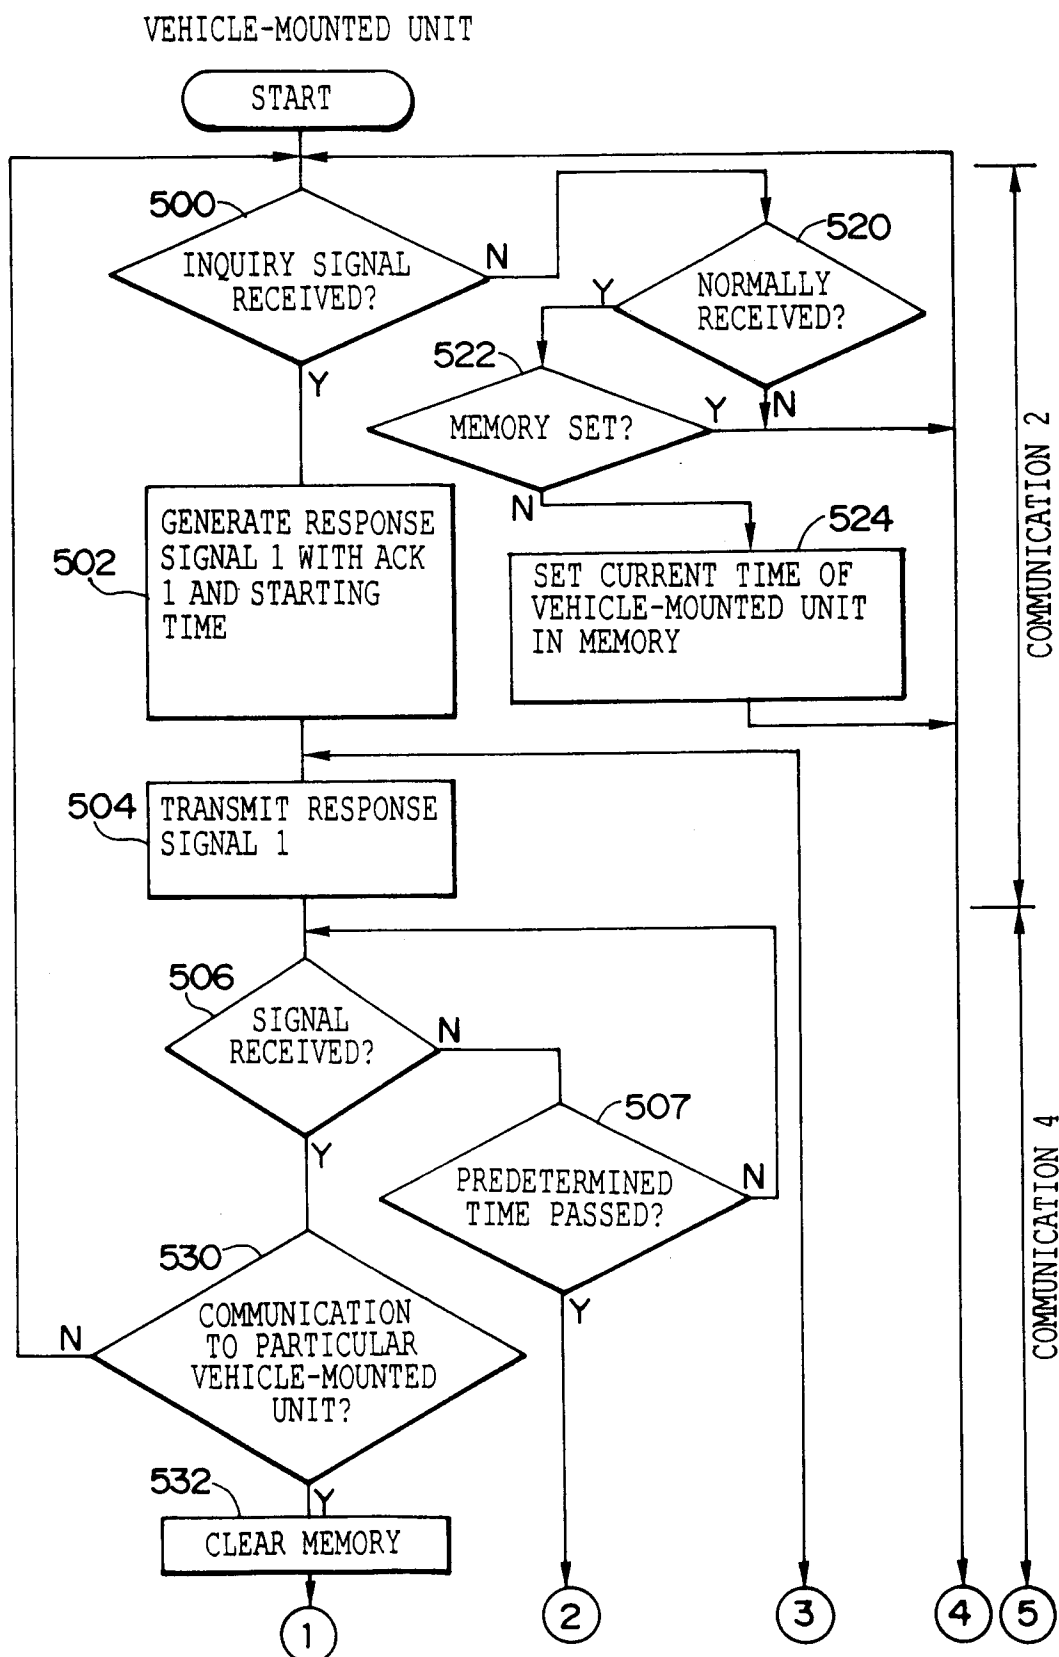 VEHICLE-MOUNTED UNIT
START
500
INQUIRY SIGNAL
RECEIVED?
N
Y
520
NORMALLY
RECEIVED?
Y
N
522
MEMORY SET?
Y
N
502
GENERATE RESPONSE
SIGNAL 1 WITH ACK
1 AND STARTING
TIME
524
SET CURRENT TIME OF
VEHICLE-MOUNTED UNIT
IN MEMORY
COMMUNICATION 2
504
TRANSMIT RESPONSE
SIGNAL 1
506
SIGNAL
RECEIVED?
N
Y
507
PREDETERMINED
TIME PASSED?
N
Y
530
COMMUNICATION
TO PARTICULAR
VEHICLE-MOUNTED
UNIT?
N
Y
COMMUNICATION 4
532
CLEAR MEMORY
1
2
3
4
5